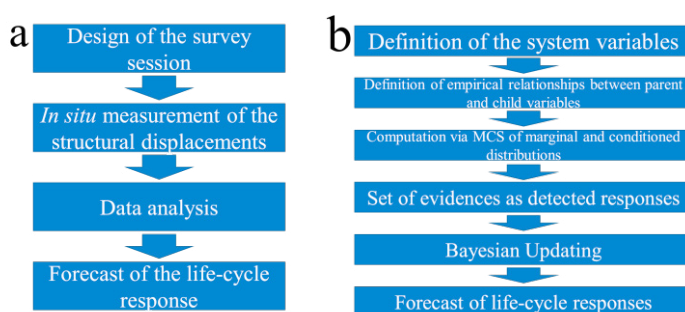 a
Design of the survey
session
In situ measurement of the
structural displacements
Data analysis
Forecast of the life-cycle
response
b
Definition of the system variables
Definition of empirical relationships between parent
and child variables
Computation via MCS of marginal and conditioned
distributions
Set of evidences as detected responses
Bayesian Updating
Forecast of life-cycle responses